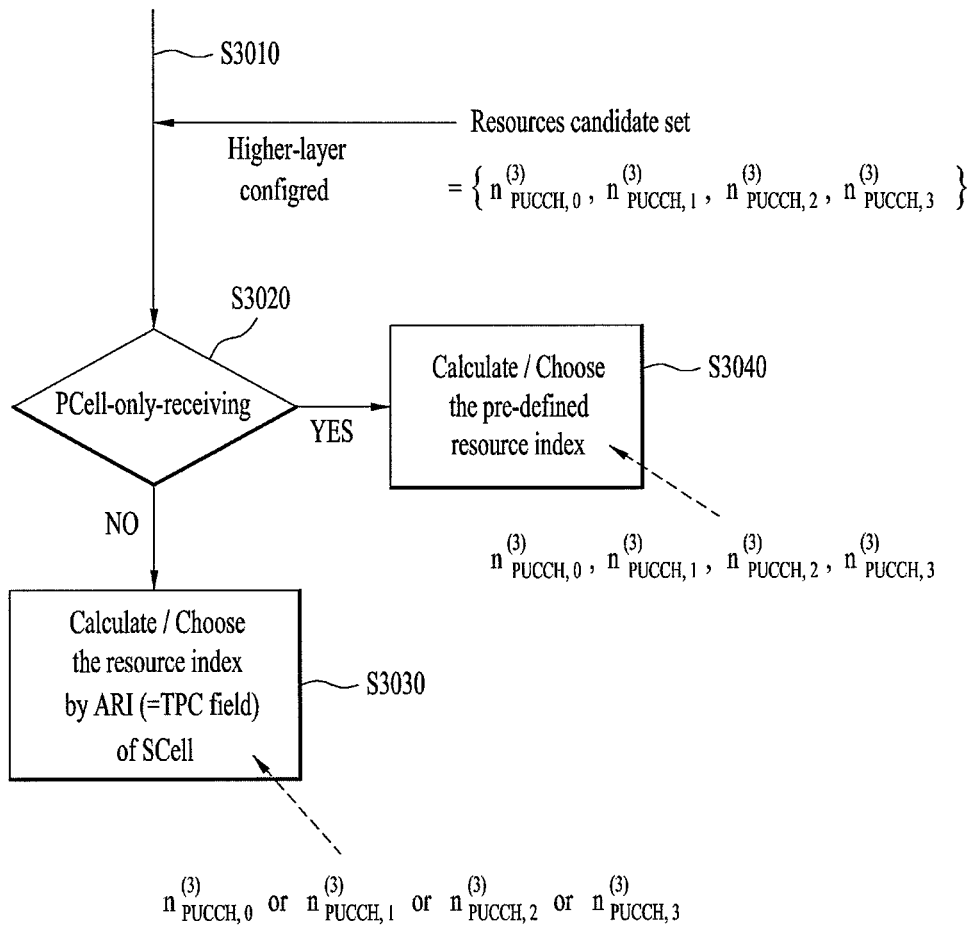 S3010
Resources candidate set
= { n^{(3)}_{PUCCH, 0} , n^{(3)}_{PUCCH, 1} , n^{(3)}_{PUCCH, 2} , n^{(3)}_{PUCCH, 3} }
Higher-layer
configred
S3020
PCell-only-receiving
YES
NO
Calculate / Choose
the pre-defined
resource index
S3040
n^{(3)}_{PUCCH, 0} , n^{(3)}_{PUCCH, 1} , n^{(3)}_{PUCCH, 2} , n^{(3)}_{PUCCH, 3}
Calculate / Choose
the resource index
by ARI (=TPC field)
of SCell
S3030
n^{(3)}_{PUCCH, 0} or n^{(3)}_{PUCCH, 1} or n^{(3)}_{PUCCH, 2} or n^{(3)}_{PUCCH, 3}